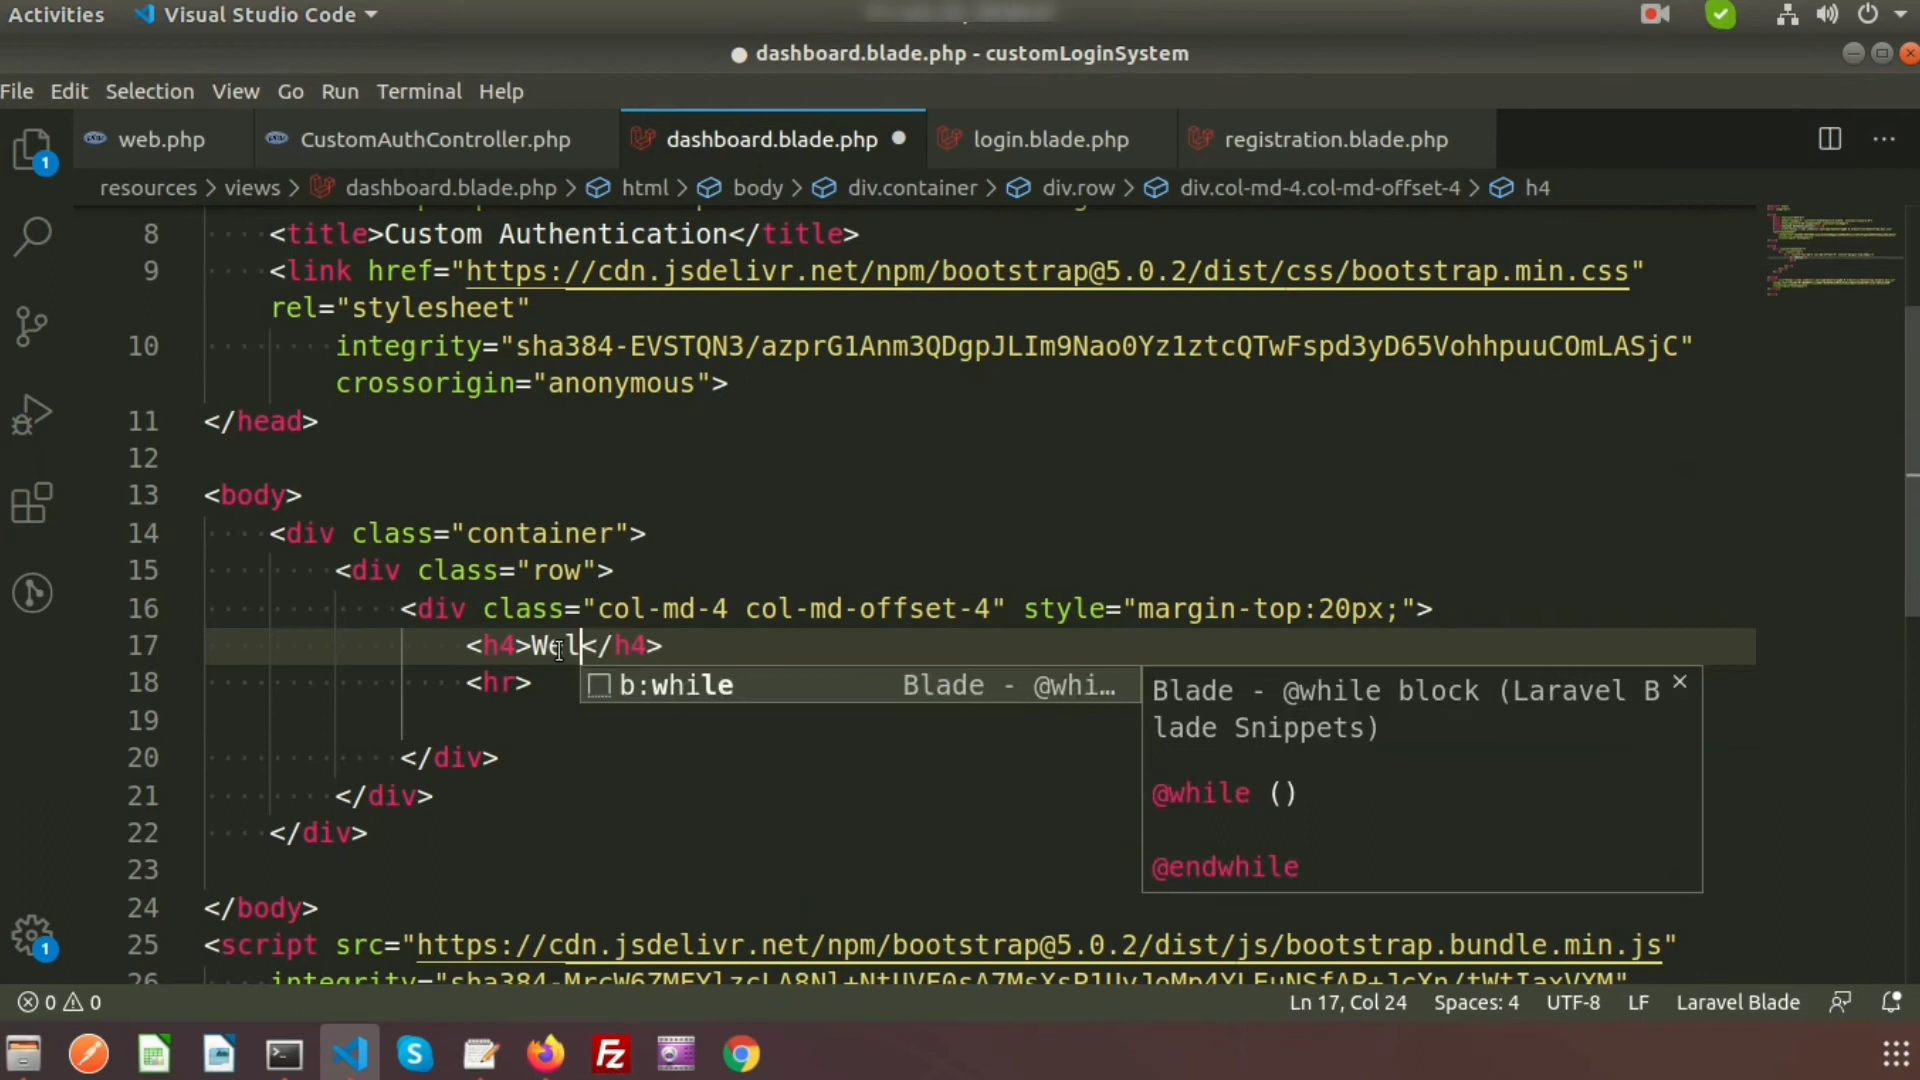 Activities Visual Studio Code
dashboard.blade.php - customLoginSystem
File Edit Selection View Go Run Terminal Help
web.php CustomAuthController.php dashboard.blade.php login.blade.php registration.blade.php
resources > views > dashboard.blade.php > html > body > div.container > div.row > div.col-md-4.col-md-offset-4 > h4
8 <title>Custom Authentication</title>
9 <link href="https://cdn.jsdelivr.net/npm/bootstrap@5.0.2/dist/css/bootstrap.min.css"
rel="stylesheet"
10 integrity="sha384-EVSTQN3/azprG1Anm3QDgpJLIm9Nao0Yz1ztcQTwFspd3yD65VohhpuuCOmLASjC"
crossorigin="anonymous">
11 </head>
12
13 <body>
14 <div class="container">
15 <div class="row">
16 <div class="col-md-4 col-md-offset-4" style="margin-top:20px;">
17 <h4>Wel</h4>
18 <hr>
b:while Blade - @whi...
Blade - @while block (Laravel B
lade Snippets)
@while ()
@endwhile
19
20 </div>
21 </div>
22 </div>
23
24 </body>
25 <script src="https://cdn.jsdelivr.net/npm/bootstrap@5.0.2/dist/js/bootstrap.bundle.min.js"
26 integrity="sha384-
1
1
0 0 Ln 17, Col 24 Spaces: 4 UTF-8 LF Laravel Blade